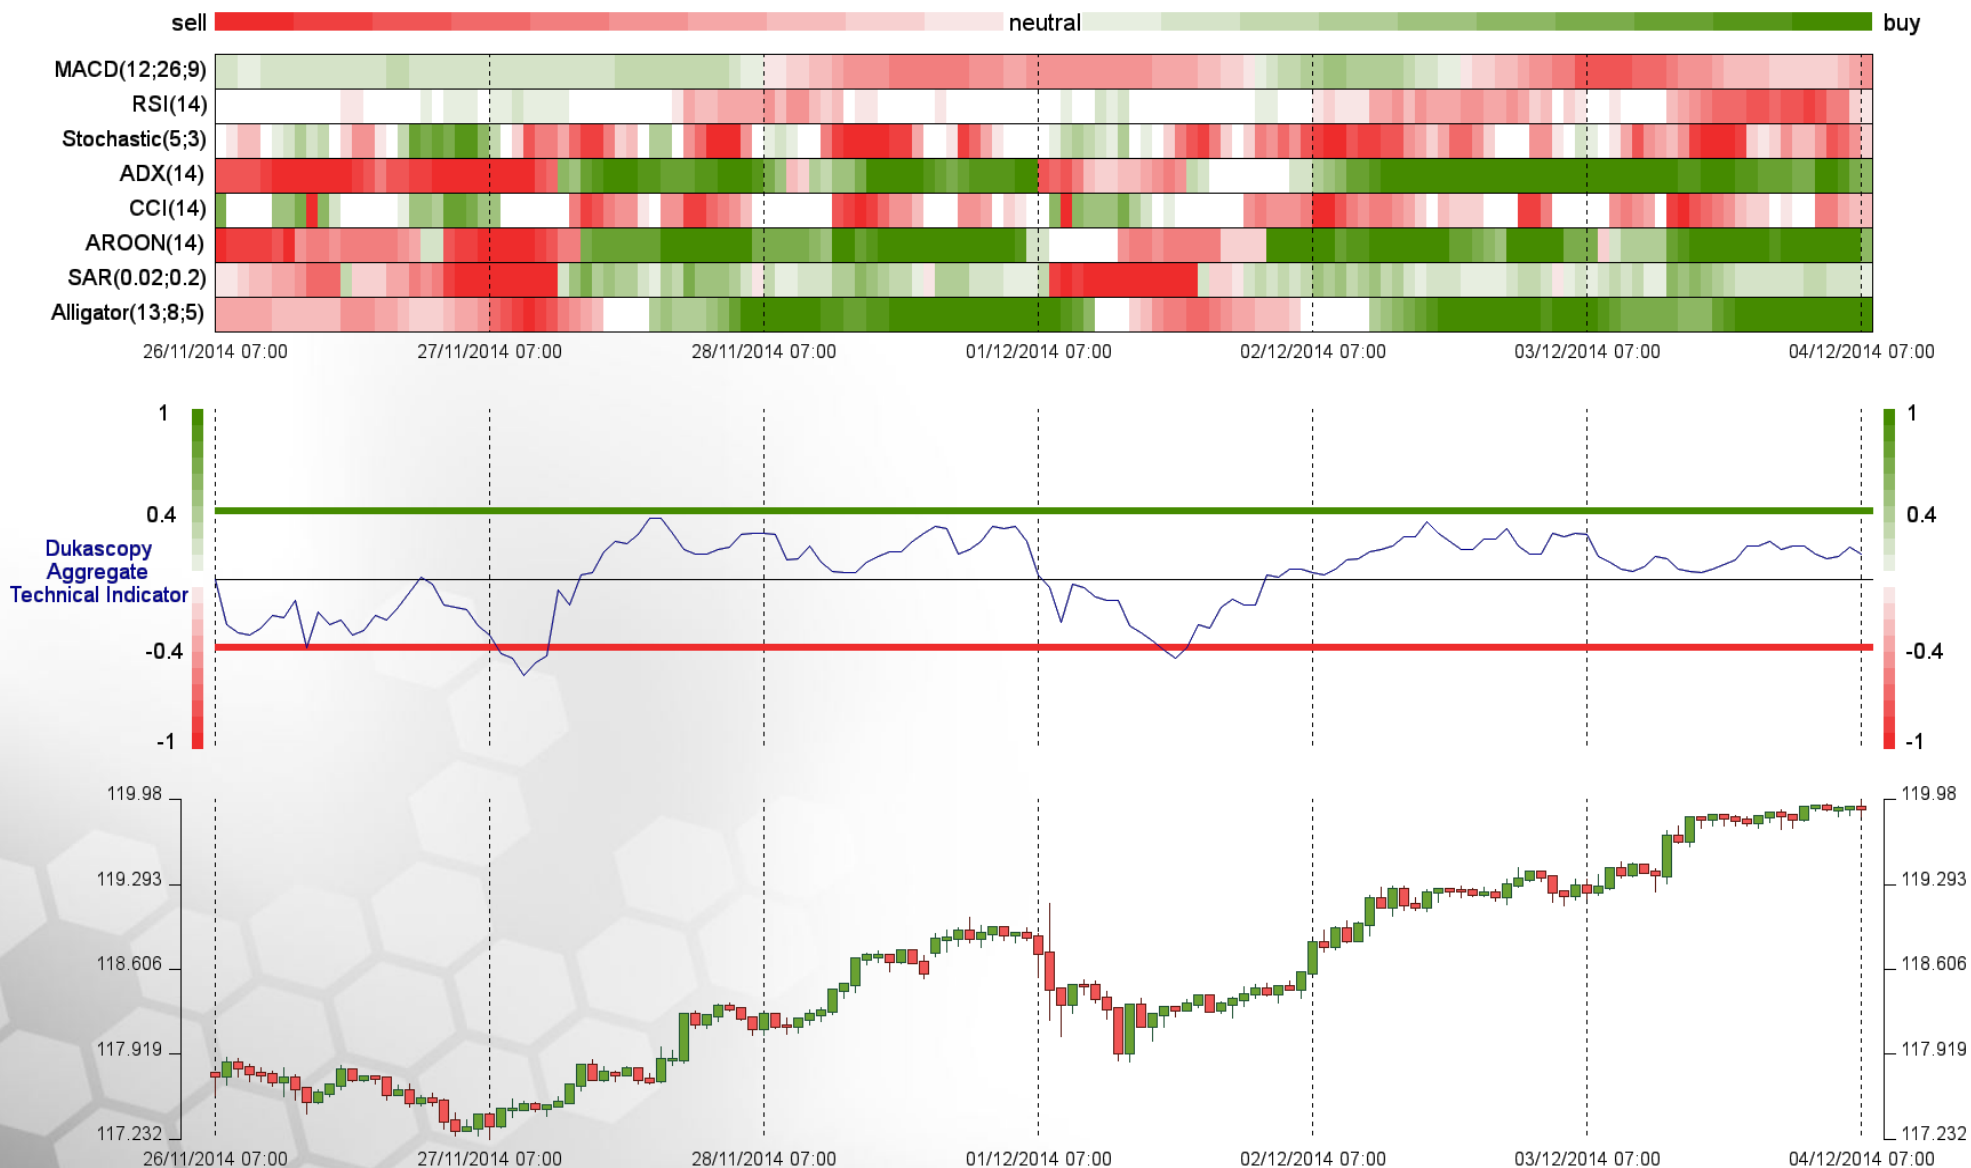 sell neutral buy
MACD(12;26;9)
RSI(14)
Stochastic(5;3)
ADX(14)
CCI(14)
AROON(14)
SAR(0.02;0.2)
Alligator(13;8;5)
26/11/2014 07:00 27/11/2014 07:00 28/11/2014 07:00 01/12/2014 07:00 02/12/2014 07:00 03/12/2014 07:00 04/12/2014 07:00
1 1
0.4 0.4
Dukascopy
Aggregate
Technical Indicator
-0.4 -0.4
-1 -1
119.98 119.98
119.293 119.293
118.606 118.606
117.919 117.919
117.232 117.232
26/11/2014 07:00 27/11/2014 07:00 28/11/2014 07:00 01/12/2014 07:00 02/12/2014 07:00 03/12/2014 07:00 04/12/2014 07:00